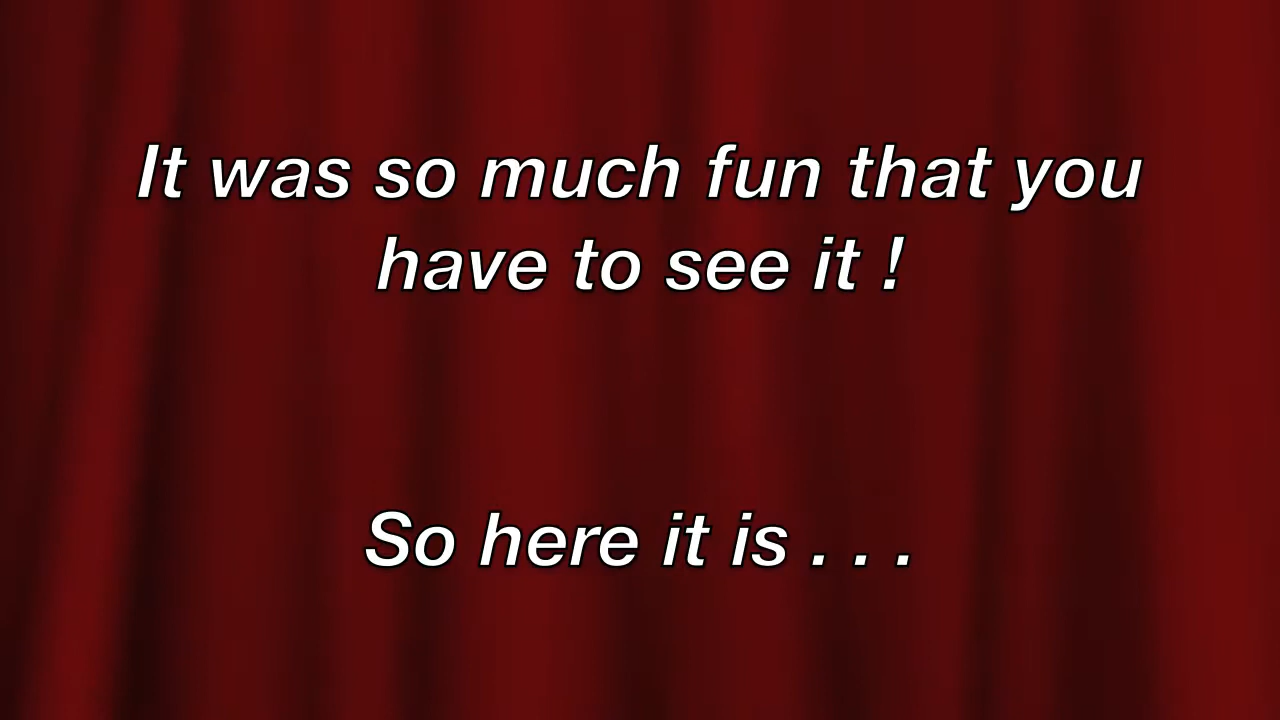 It was so much fun that you
have to see it !
So here it is . . .